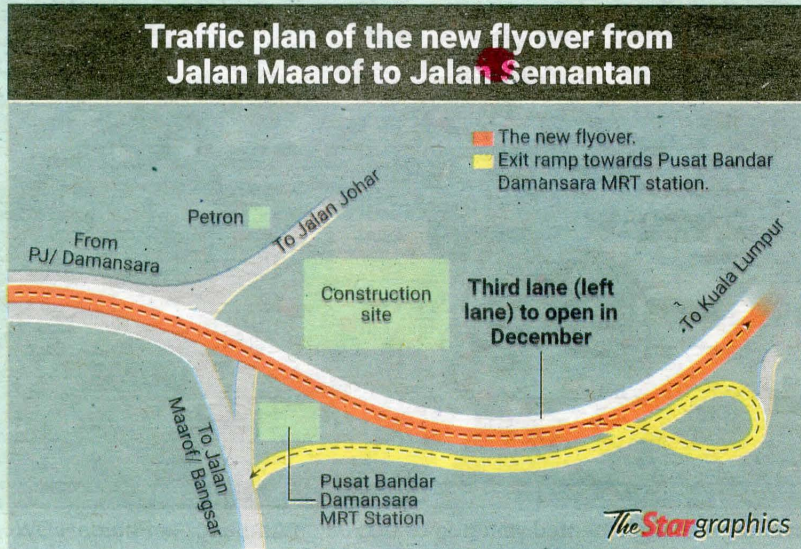 Traffic plan of the new flyover from
Jalan Maarof to Jalan Semantan
The new flyover.
Exit ramp towards Pusat Bandar
Damansara MRT station.
Petron
To Jalan Johar
From
PJ/ Damansara
Construction
site
Third lane (left
lane) to open in
December
To Kuala Lumpur
To Jalan
Maarof/ Bangsar
Pusat Bandar
Damansara
MRT Station
TheStargraphics